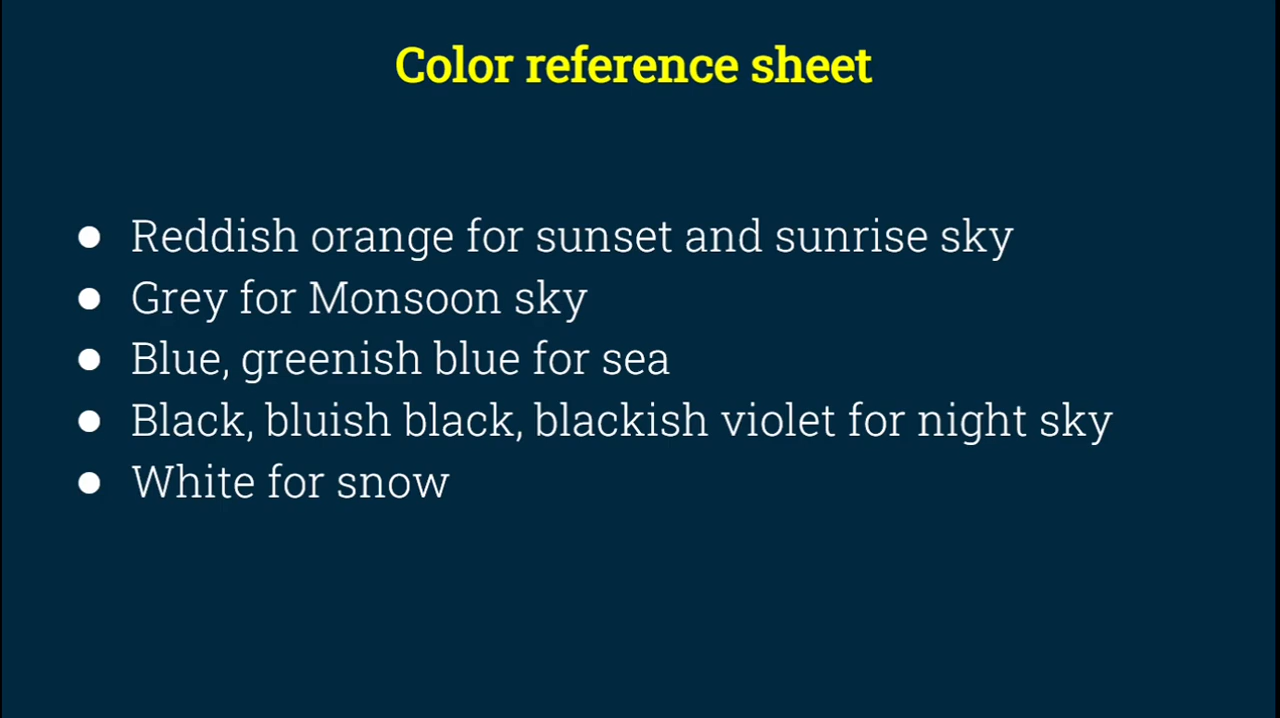 Color reference sheet
● Reddish orange for sunset and sunrise sky
● Grey for Monsoon sky
● Blue, greenish blue for sea
● Black, bluish black, blackish violet for night sky
● White for snow